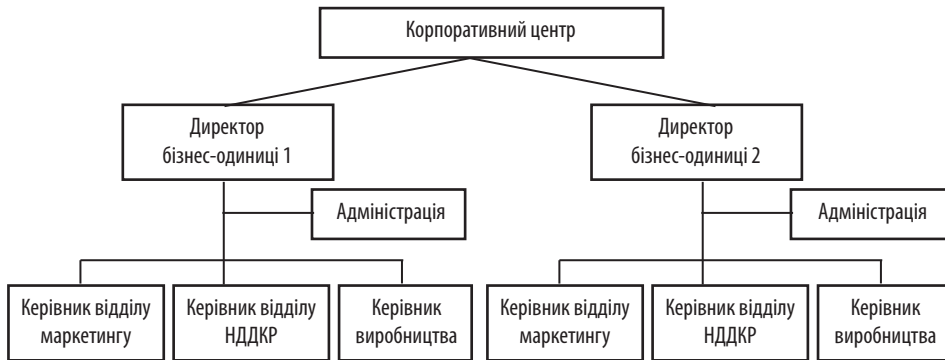 Корпоративний центр
Директор
бізнес-одиниці 1
Директор
бізнес-одиниці 2
Адміністрація
Адміністрація
Керівник відділу
маркетингу
Керівник відділу
НДДКР
Керівник
виробництва
Керівник відділу
маркетингу
Керівник відділу
НДДКР
Керівник
виробництва